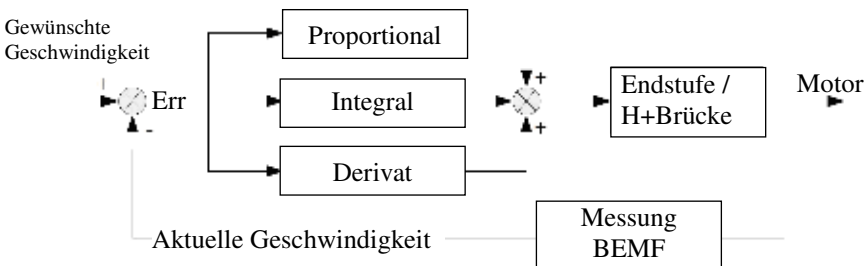 Gewünschte
Geschwindigkeit
Proportional
Err
Integral
Derivat
+
+
-
Endstufe /
H+Brücke
Motor
Aktuelle Geschwindigkeit
Messung
BEMF